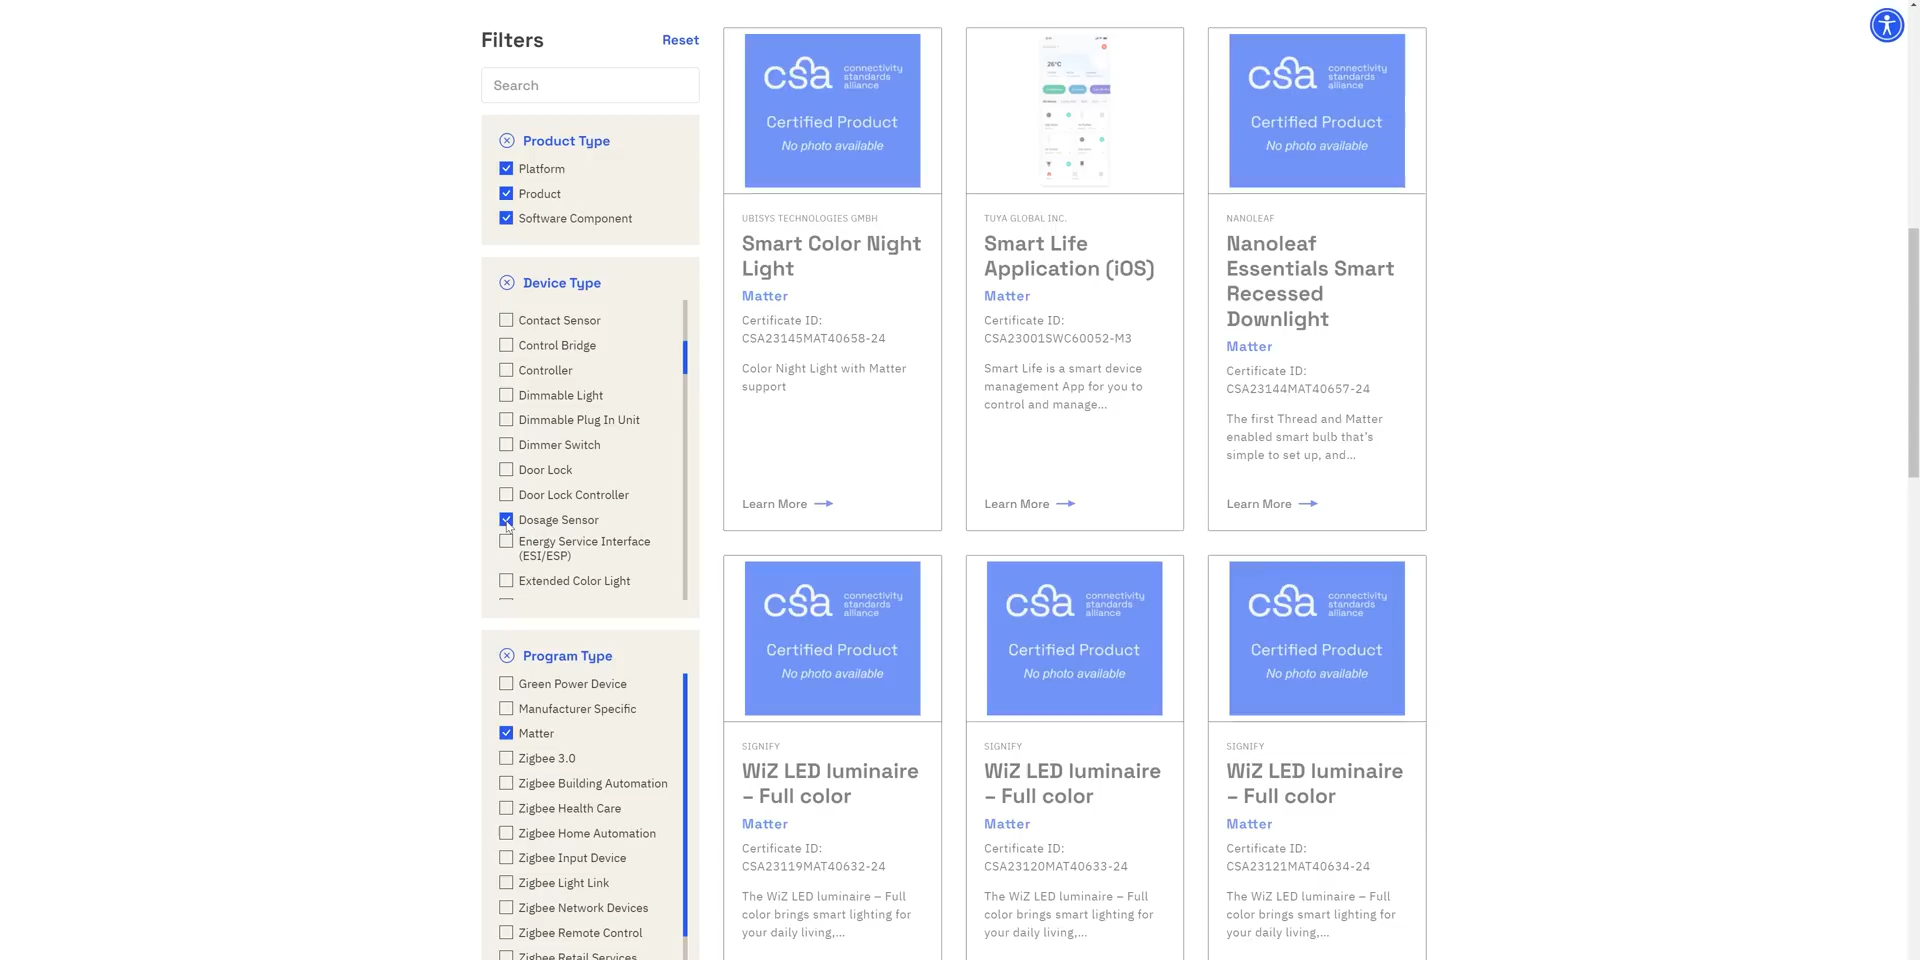 Filters
Reset
Search
Product Type
Platform
Product
Software Component
Device Type
Contact Sensor
Control Bridge
Controller
Dimmable Light
Dimmable Plug In Unit
Dimmer Switch
Door Lock
Door Lock Controller
Dosage Sensor
Energy Service Interface
(ESI/ESP)
Extended Color Light
Program Type
Green Power Device
Manufacturer Specific
Matter
Zigbee 3.0
Zigbee Building Automation
Zigbee Health Care
Zigbee Home Automation
Zigbee Input Device
Zigbee Light Link
Zigbee Network Devices
Zigbee Remote Control
Zigbee Retail Services
csa connectivity
standards
alliance
Certified Product
No photo available
UBISYS TECHNOLOGIES GMBH
Smart Color Night
Light
Matter
Certificate ID:
CSA23145MAT40658-24
Color Night Light with Matter
support
Learn More
26°C
TUYA GLOBAL INC.
Smart Life
Application (iOS)
Matter
Certificate ID:
CSA23001SWC60052-M3
Smart Life is a smart device
management App for you to
control and manage...
Learn More
csa connectivity
standards
alliance
Certified Product
No photo available
NANOLEAF
Nanoleaf
Essentials Smart
Recessed
Downlight
Matter
Certificate ID:
CSA23144MAT40657-24
The first Thread and Matter
enabled smart bulb that's
simple to set up, and...
Learn More
csa connectivity
standards
alliance
Certified Product
No photo available
SIGNIFY
WiZ LED luminaire
– Full color
Matter
Certificate ID:
CSA23119MAT40632-24
The WiZ LED luminaire – Full
color brings smart lighting for
your daily living,...
csa connectivity
standards
alliance
Certified Product
No photo available
SIGNIFY
WiZ LED luminaire
– Full color
Matter
Certificate ID:
CSA23120MAT40633-24
The WiZ LED luminaire – Full
color brings smart lighting for
your daily living,...
csa connectivity
standards
alliance
Certified Product
No photo available
SIGNIFY
WiZ LED luminaire
– Full color
Matter
Certificate ID:
CSA23121MAT40634-24
The WiZ LED luminaire – Full
color brings smart lighting for
your daily living,...